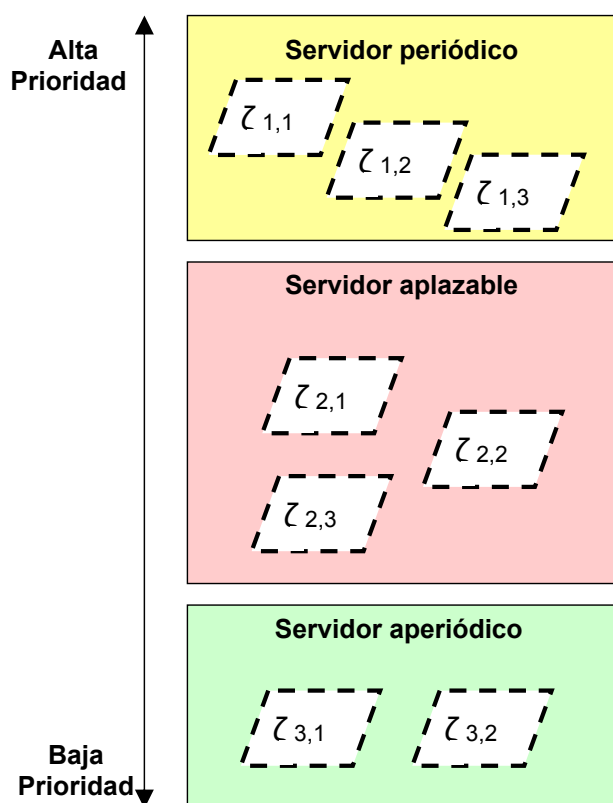 Alta
Prioridad
Servidor periódico
ζ 1,1
ζ 1,2
ζ 1,3
Servidor aplazable
ζ 2,1
ζ 2,2
ζ 2,3
Servidor aperiódico
ζ 3,1
ζ 3,2
Baja
Prioridad